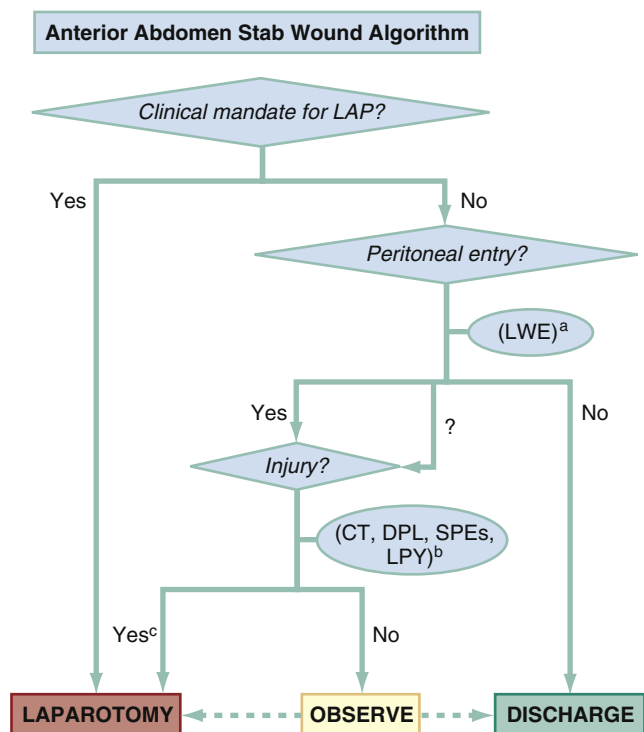 Anterior Abdomen Stab Wound Algorithm
Clinical mandate for LAP?
Yes
No
Peritoneal entry?
(LWE)ᵃ
Yes
?
No
Injury?
(CT, DPL, SPEs,
LPY)ᵇ
Yesᶜ
No
LAPAROTOMY
OBSERVE
DISCHARGE